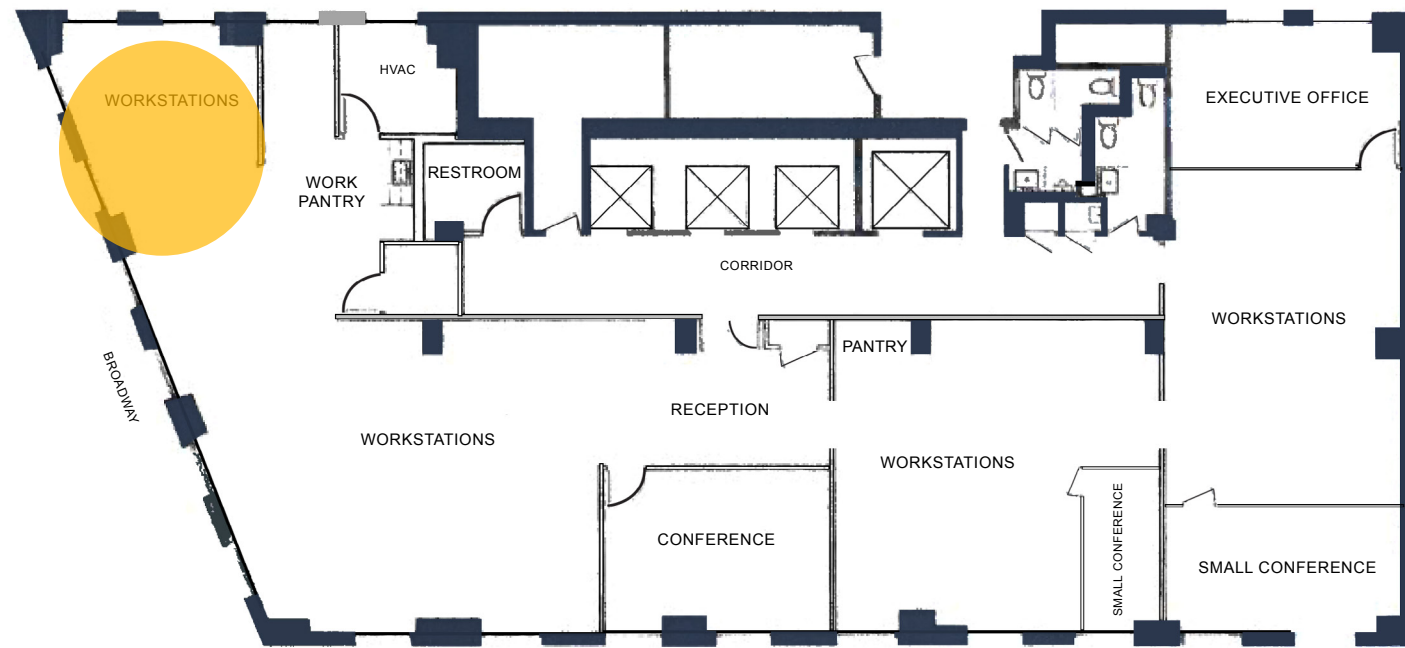 HVAC
WORKSTATIONS
EXECUTIVE OFFICE
RESTROOM
WORK
PANTRY
CORRIDOR
WORKSTATIONS
PANTRY
BROADWAY
RECEPTION
WORKSTATIONS
WORKSTATIONS
CONFERENCE
SMALL CONFERENCE
SMALL CONFERENCE